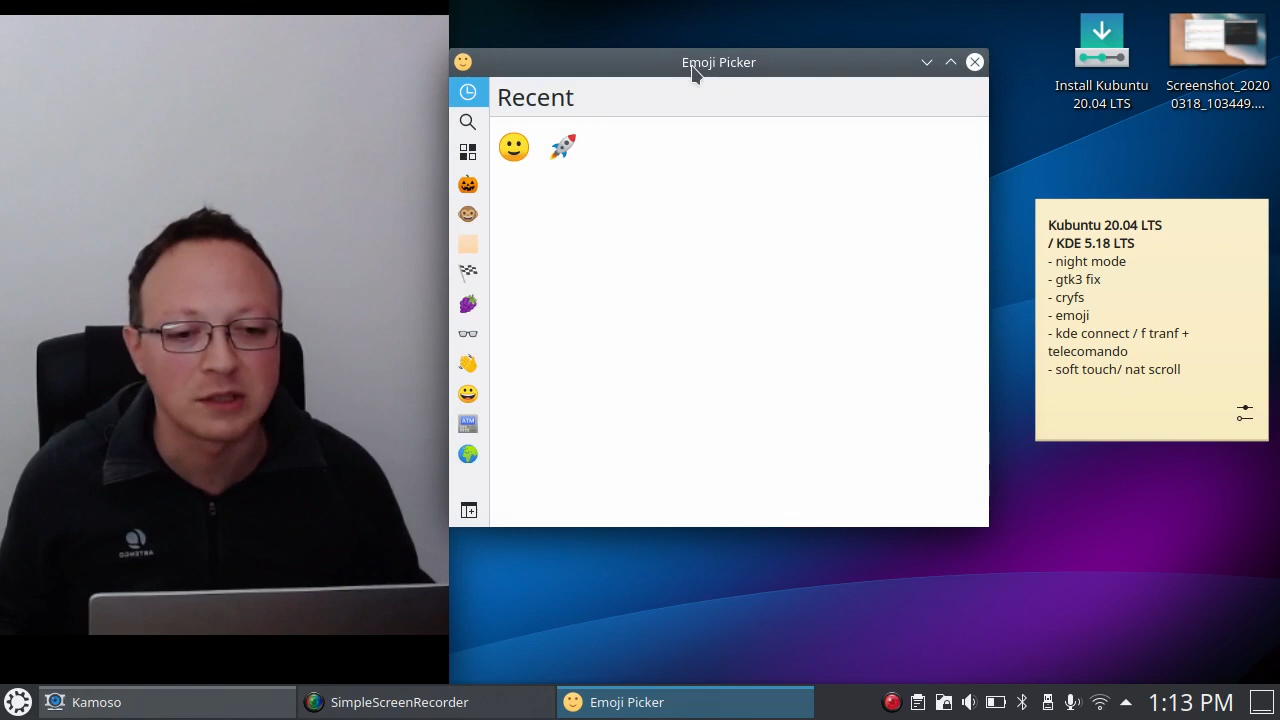 Emoji Picker
Recent
ATM
Install Kubuntu
20.04 LTS
Screenshot_2020
0318_103449....
Kubuntu 20.04 LTS
/ KDE 5.18 LTS
- night mode
- gtk3 fix
- cryfs
- emoji
- kde connect / f tranf +
telecomando
- soft touch/ nat scroll
ARTENGO
Kamoso
SimpleScreenRecorder
Emoji Picker
1:13 PM